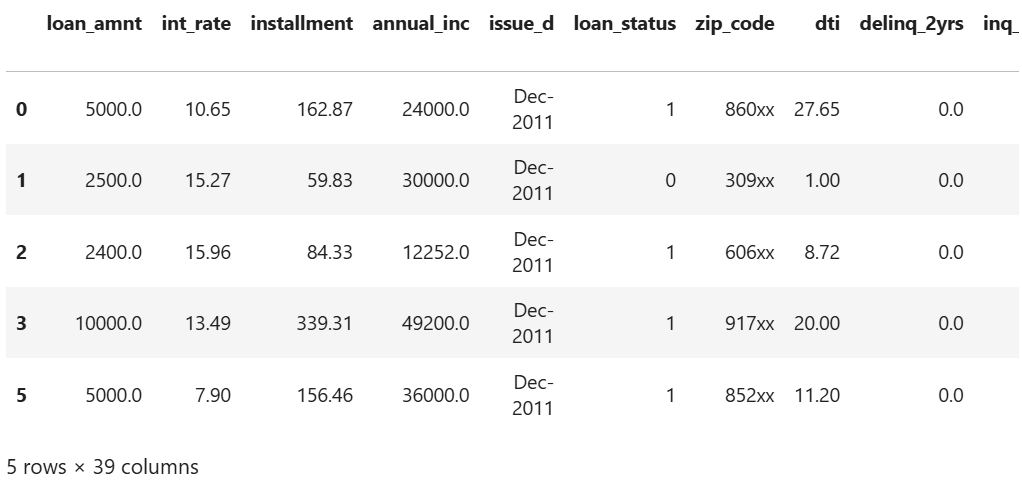 loan_amnt int_rate installment annual_inc issue_d loan_status zip_code dti delinq_2yrs inq_
0 5000.0 10.65 162.87 24000.0 Dec-
2011 1 860xx 27.65 0.0
1 2500.0 15.27 59.83 30000.0 Dec-
2011 0 309xx 1.00 0.0
2 2400.0 15.96 84.33 12252.0 Dec-
2011 1 606xx 8.72 0.0
3 10000.0 13.49 339.31 49200.0 Dec-
2011 1 917xx 20.00 0.0
5 5000.0 7.90 156.46 36000.0 Dec-
2011 1 852xx 11.20 0.0
5 rows × 39 columns